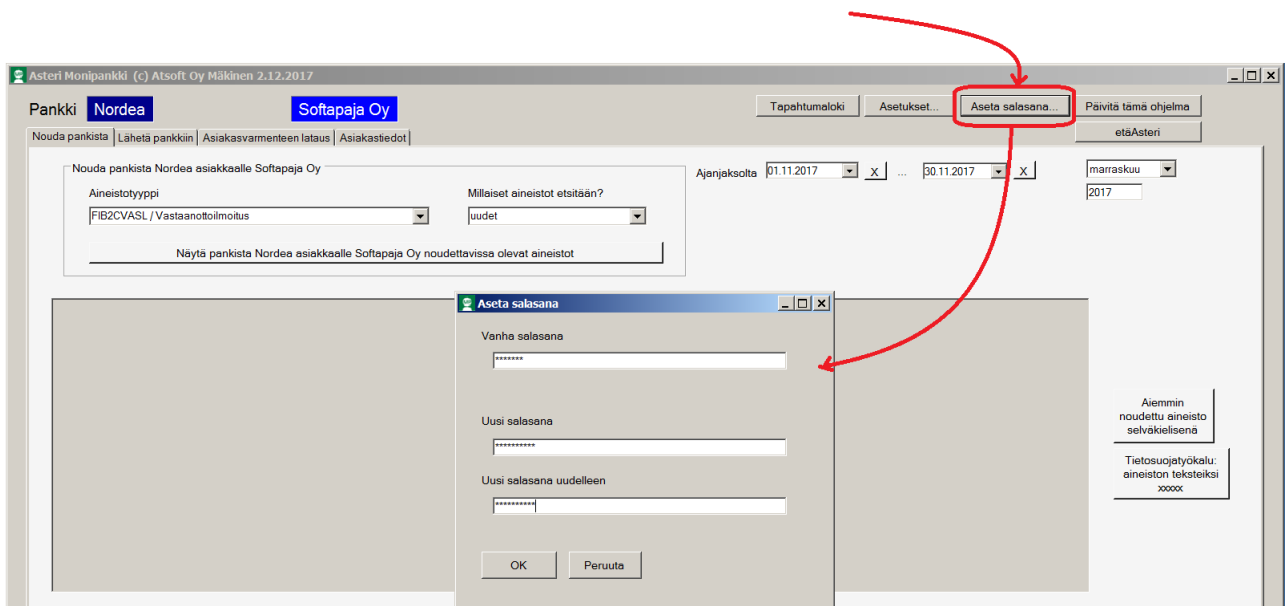 Asteri Monipankki (c) Atsoft Oy Mäkinen 2.12.2017
Pankki Nordea
Softapaja Oy
Tapahtumaloki
Asetukset...
Aseta salasana...
Päivitä tämä ohjelma
etäAsteri
Nouda pankista
Lähetä pankkiin
Asiakasvarmenteen lataus
Asiakastiedot
Nouda pankista Nordea asiakkaalle Softapaja Oy
Aineistotyyppi
Millaiset aineistot etsitään?
FIB2CVASL / Vastaanottoilmoitus
uudet
Näytä pankista Nordea asiakkaalle Softapaja Oy noudettavissa olevat aineistot
Ajanjaksolta 01.11.2017 X ... 30.11.2017 X
marraskuu
2017
Aseta salasana
Vanha salasana
*******
Uusi salasana
**********
Uusi salasana uudelleen
**********
OK
Peruuta
Aiemmin
noudettu aineisto
selväkielisenä
Tietosuojatyökalu:
aineiston teksteiksi
xxxxx